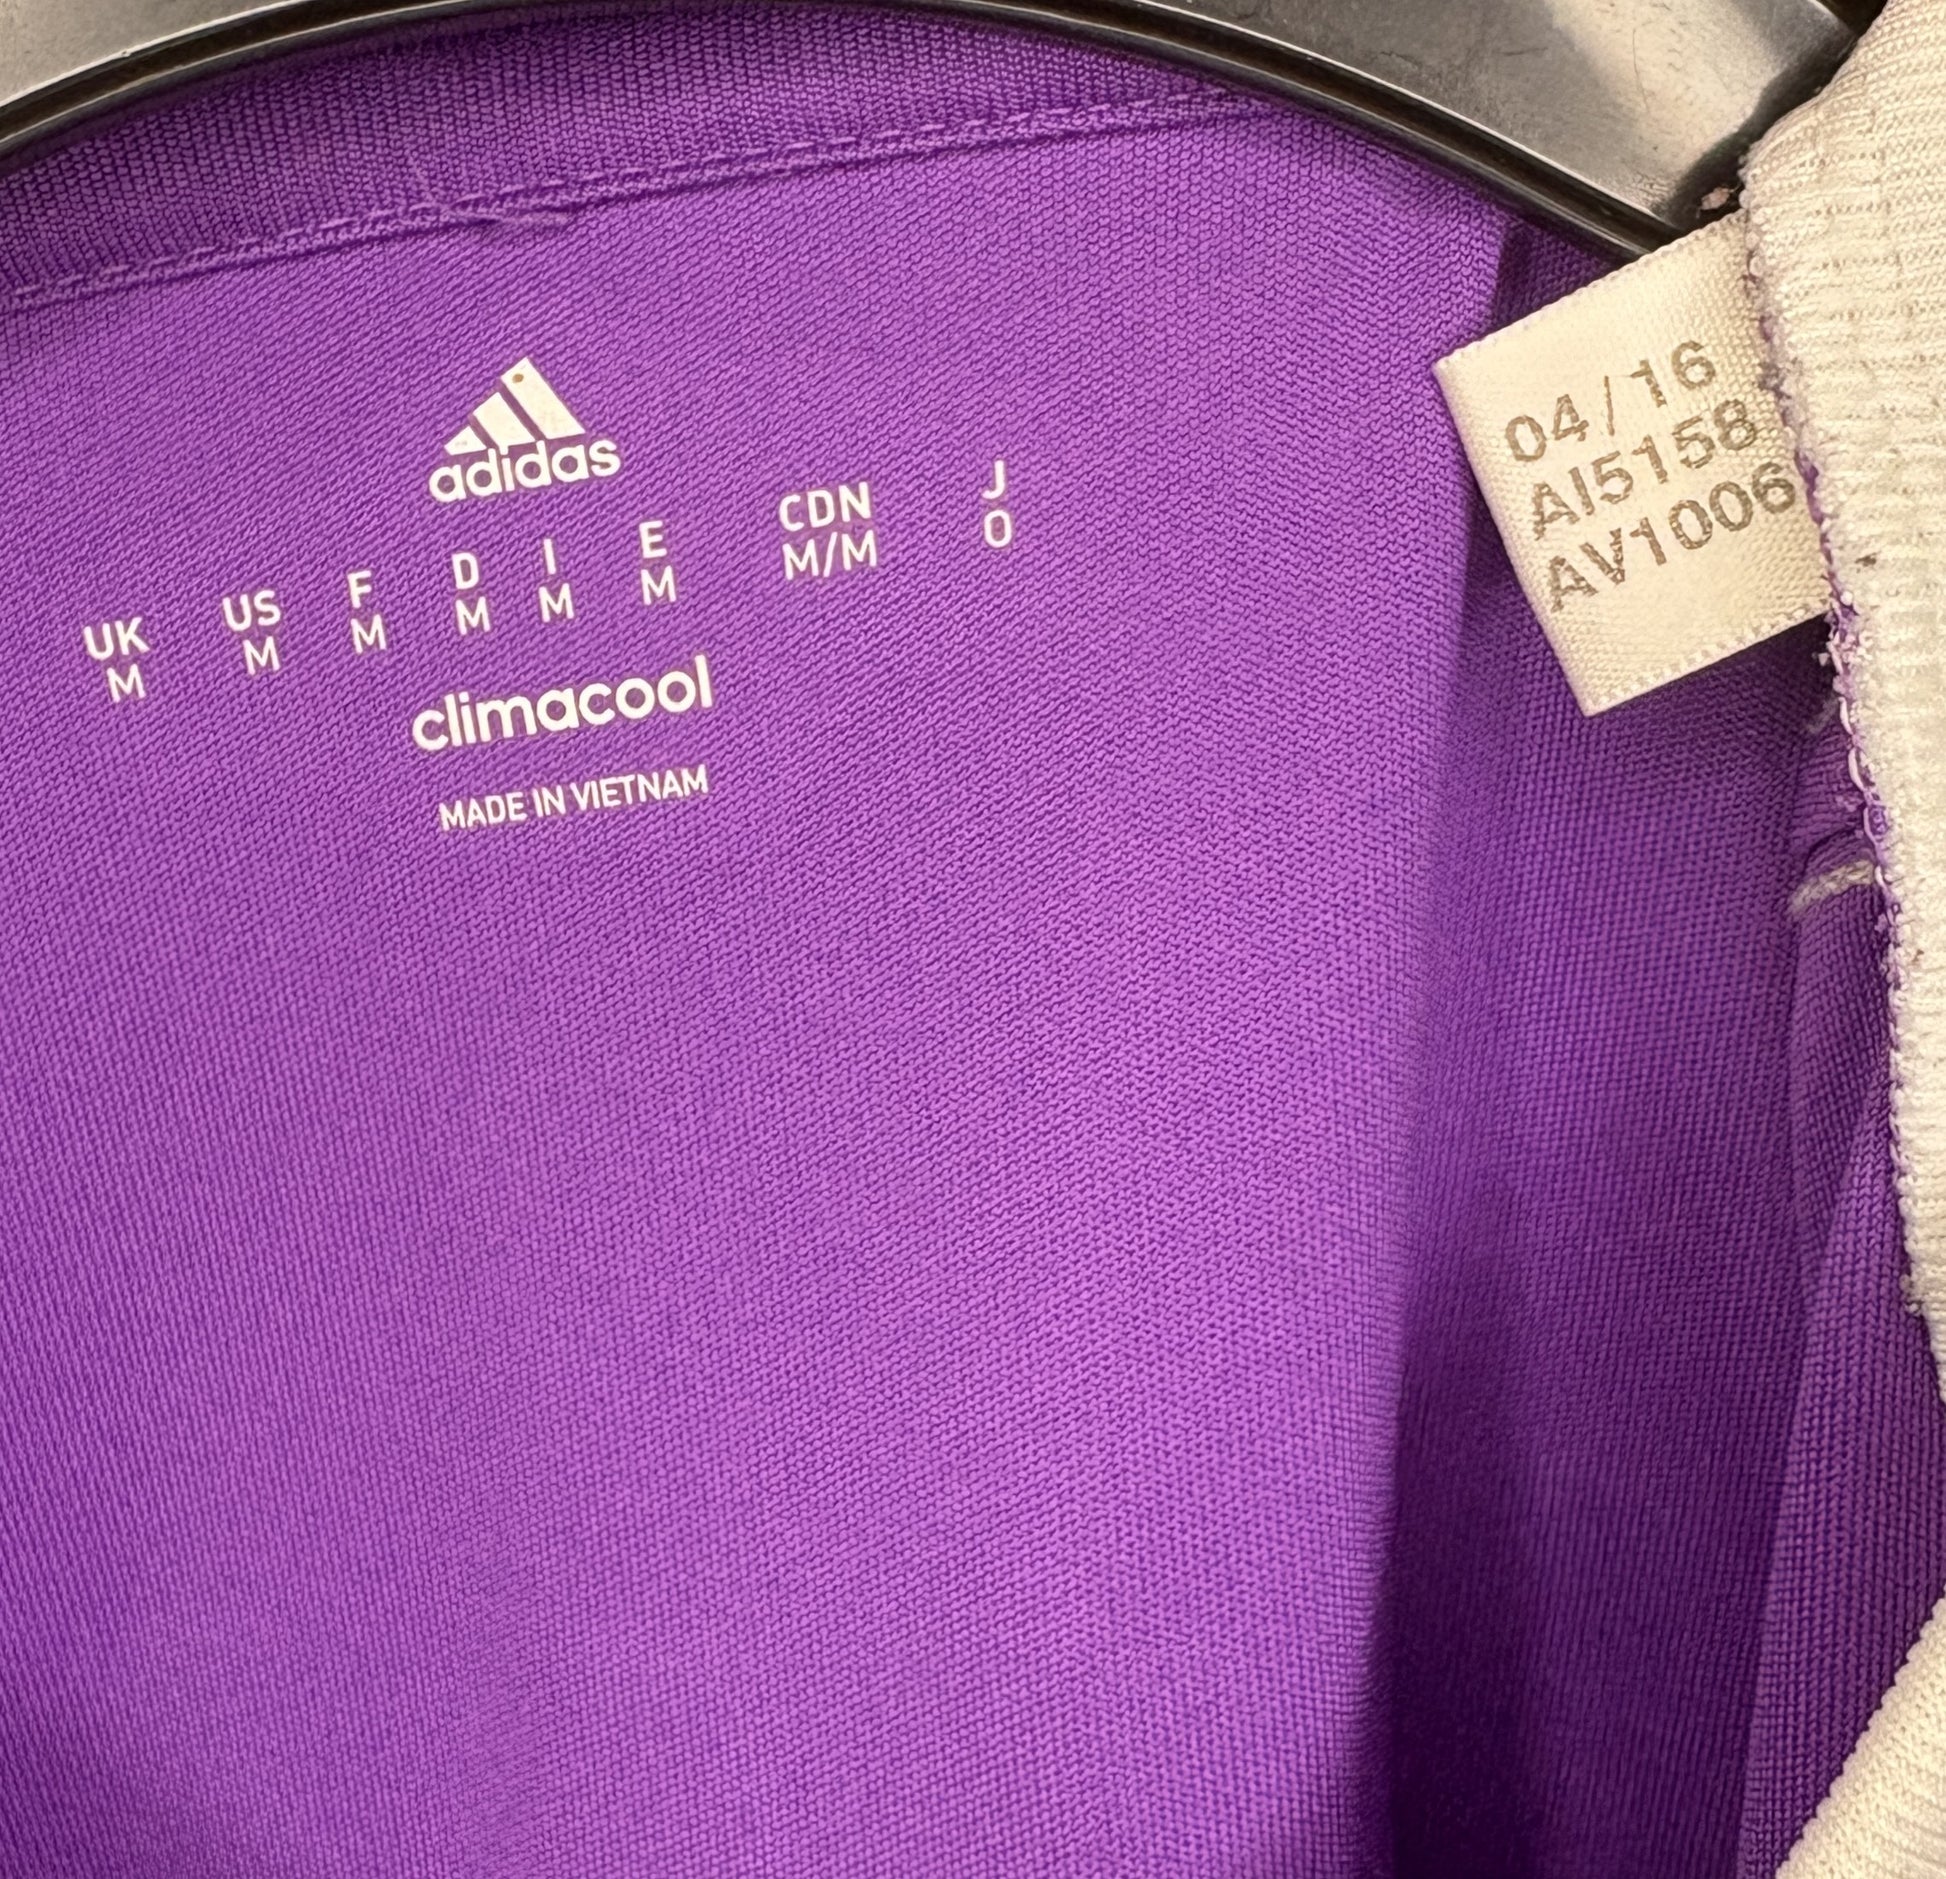 adidas
UK US F D I E CDN J
M M M M M M M/M O
climacool
MADE IN VIETNAM
04/16
AI5158
AV1006